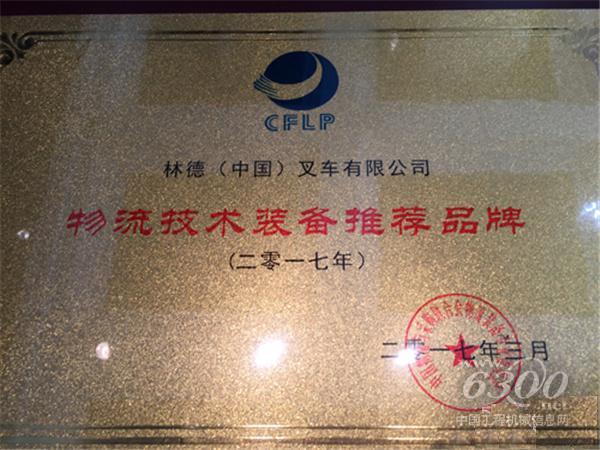 CFLP
林德（中国）叉车有限公司
物流技术装备推荐品牌
(二零一七年)
二零一七年三月
6300
.net
中国工程机械信息网